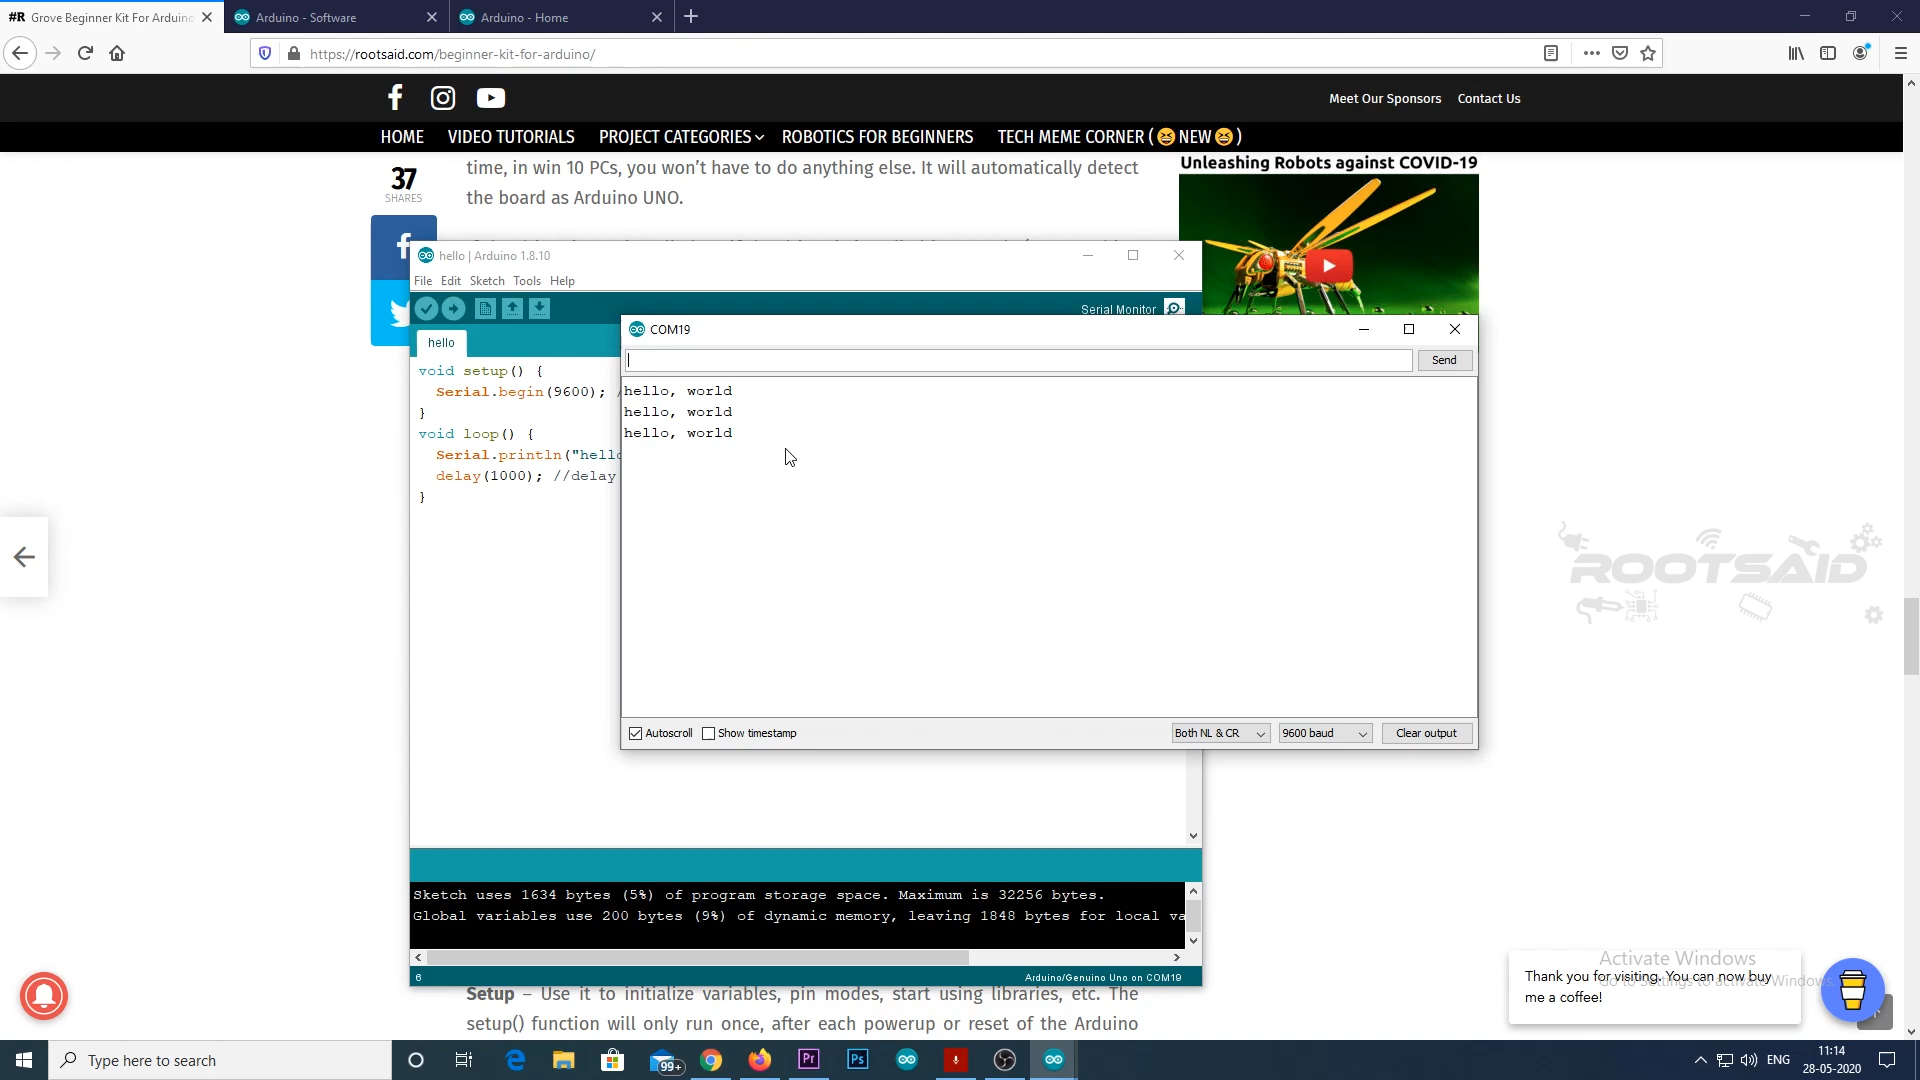 #R Grove Beginner Kit For Arduino
Arduino - Software
Arduino - Home
https://rootsaid.com/beginner-kit-for-arduino/
Meet Our Sponsors
Contact Us
HOME
VIDEO TUTORIALS
PROJECT CATEGORIES
ROBOTICS FOR BEGINNERS
TECH MEME CORNER (😆NEW😆)
37
SHARES
time, in win 10 PCs, you won’t have to do anything else. It will automatically detect
the board as Arduino UNO.
Unleashing Robots against COVID-19
hello | Arduino 1.8.10
File Edit Sketch Tools Help
Serial Monitor
hello
void setup() {
Serial.begin(9600); /
}
void loop() {
Serial.println("hello
delay(1000); //delay
}
COM19
Send
hello, world
hello, world
hello, world
Autoscroll
Show timestamp
Both NL & CR
9600 baud
Clear output
ROOTSAID
Sketch uses 1634 bytes (5%) of program storage space. Maximum is 32256 bytes.
Global variables use 200 bytes (9%) of dynamic memory, leaving 1848 bytes for local va
6
Arduino/Genuino Uno on COM19
Setup – Use it to initialize variables, pin modes, start using libraries, etc. The
setup() function will only run once, after each powerup or reset of the Arduino
Activate Windows
Go to Settings to activate Windows.
Thank you for visiting. You can now buy
me a coffee!
Type here to search
99+
Pr
Ps
ENG
11:14
28-05-2020